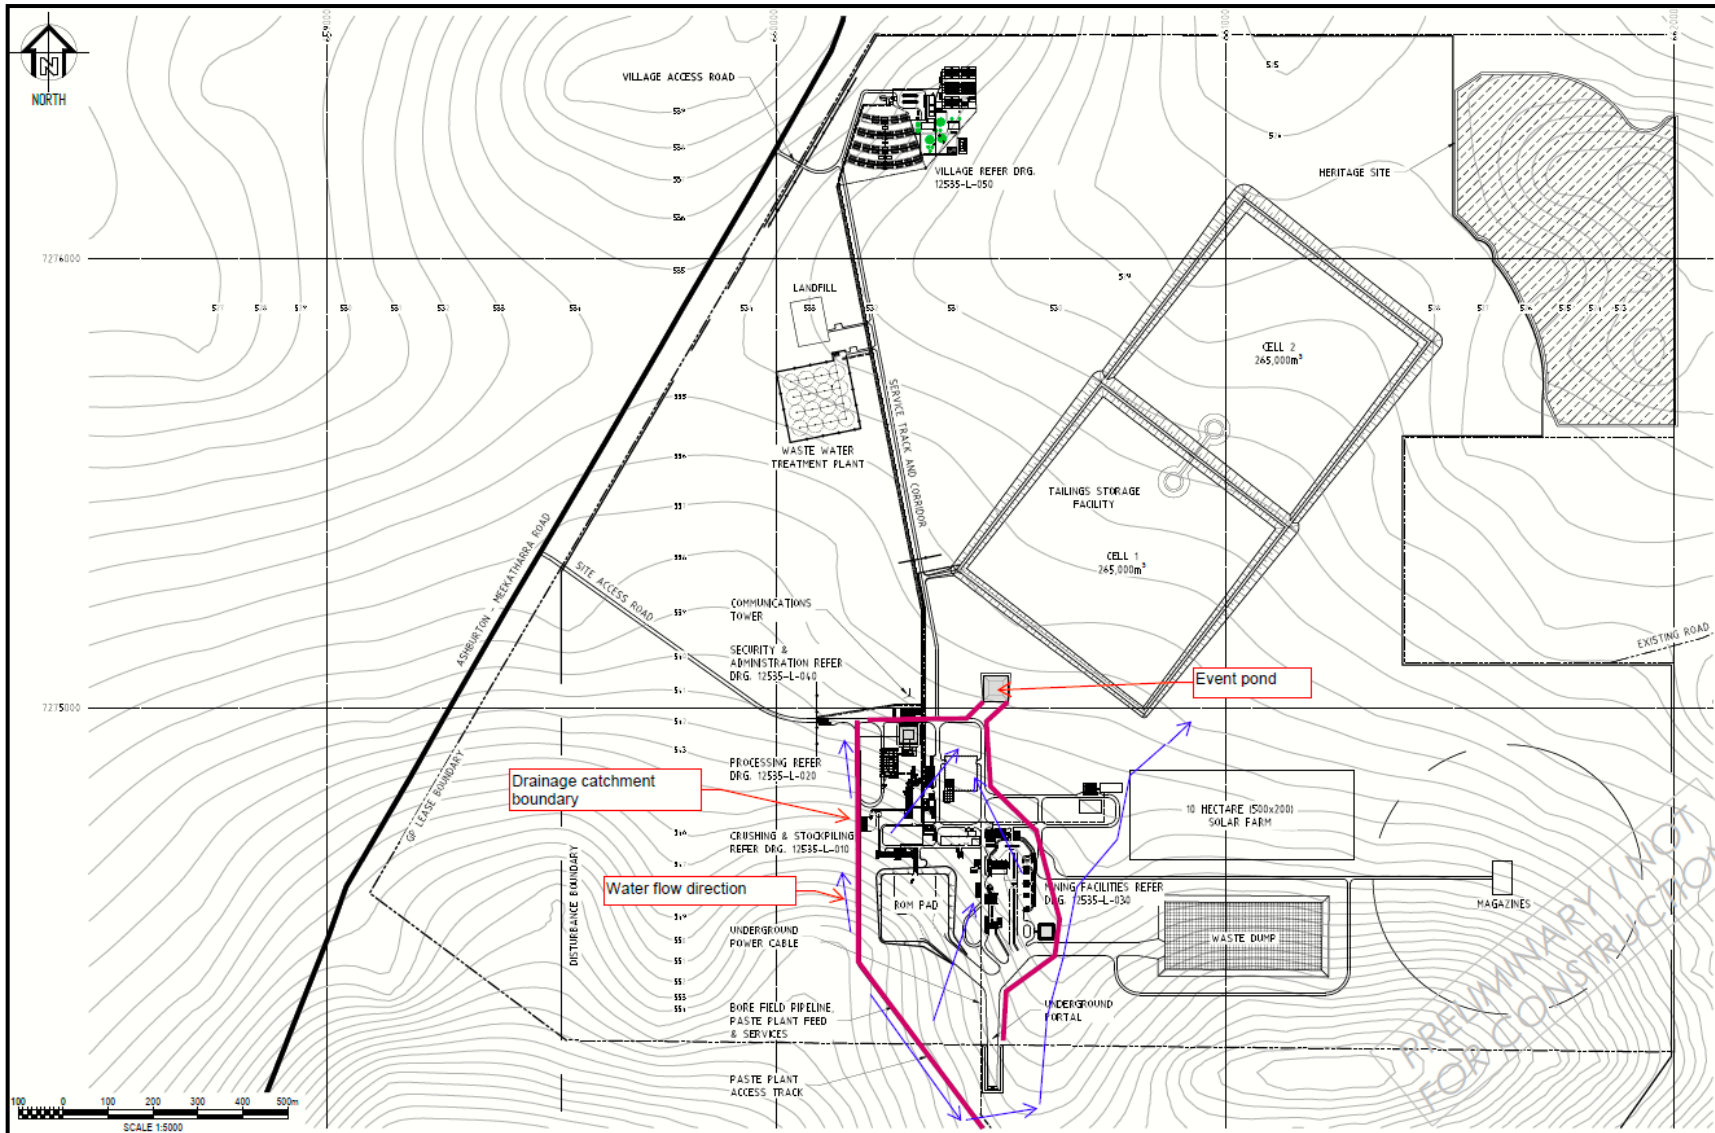 NORTH
VILLAGE ACCESS ROAD
VILLAGE REFER DRG.
12535-L-050
HERITAGE SITE
7276000
LANDFILL
CELL 2
265,000m³
WASTE WATER
TREATMENT PLANT
SERVICE TRACK AND CORRIDOR
TAILINGS STORAGE
FACILITY
CELL 1
265,000m³
ASHBURTON - MEEKATHARRA ROAD
SITE ACCESS ROAD
COMMUNICATIONS
TOWER
SECURITY &
ADMINISTRATION REFER
DRG. 12535-L-040
EXISTING ROAD
Event pond
7275000
GP LEASE BOUNDARY
PROCESSING REFER
DRG. 12535-L-020
Drainage catchment
boundary
10 HECTARE (500x200)
SOLAR FARM
CRUSHING & STOCKPILING
REFER DRG. 12535-L-010
DISTURBANCE BOUNDARY
Water flow direction
ROM PAD
MINING FACILITIES REFER
DRG. 12535-L-030
MAGAZINES
UNDERGROUND
POWER CABLE
WASTE DUMP
BORE FIELD PIPELINE,
PASTE PLANT FEED
& SERVICES
UNDERGROUND
PORTAL
PASTE PLANT
ACCESS TRACK
PRELIMINARY / NOT
FOR CONSTRUCTION
100 0 100 200 300 400 500m
SCALE 1:5000